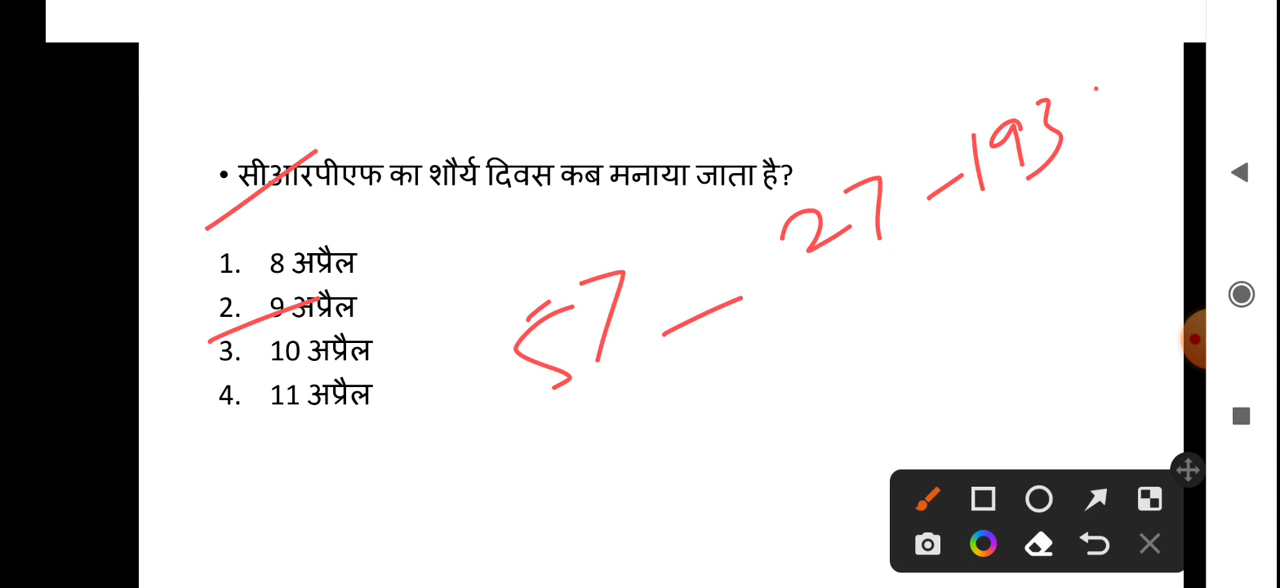 • सीआरपीएफ का शौर्य दिवस कब मनाया जाता है?
1. 8 अप्रैल
2. 9 अप्रैल
3. 10 अप्रैल
4. 11 अप्रैल
57 – 27 – 193